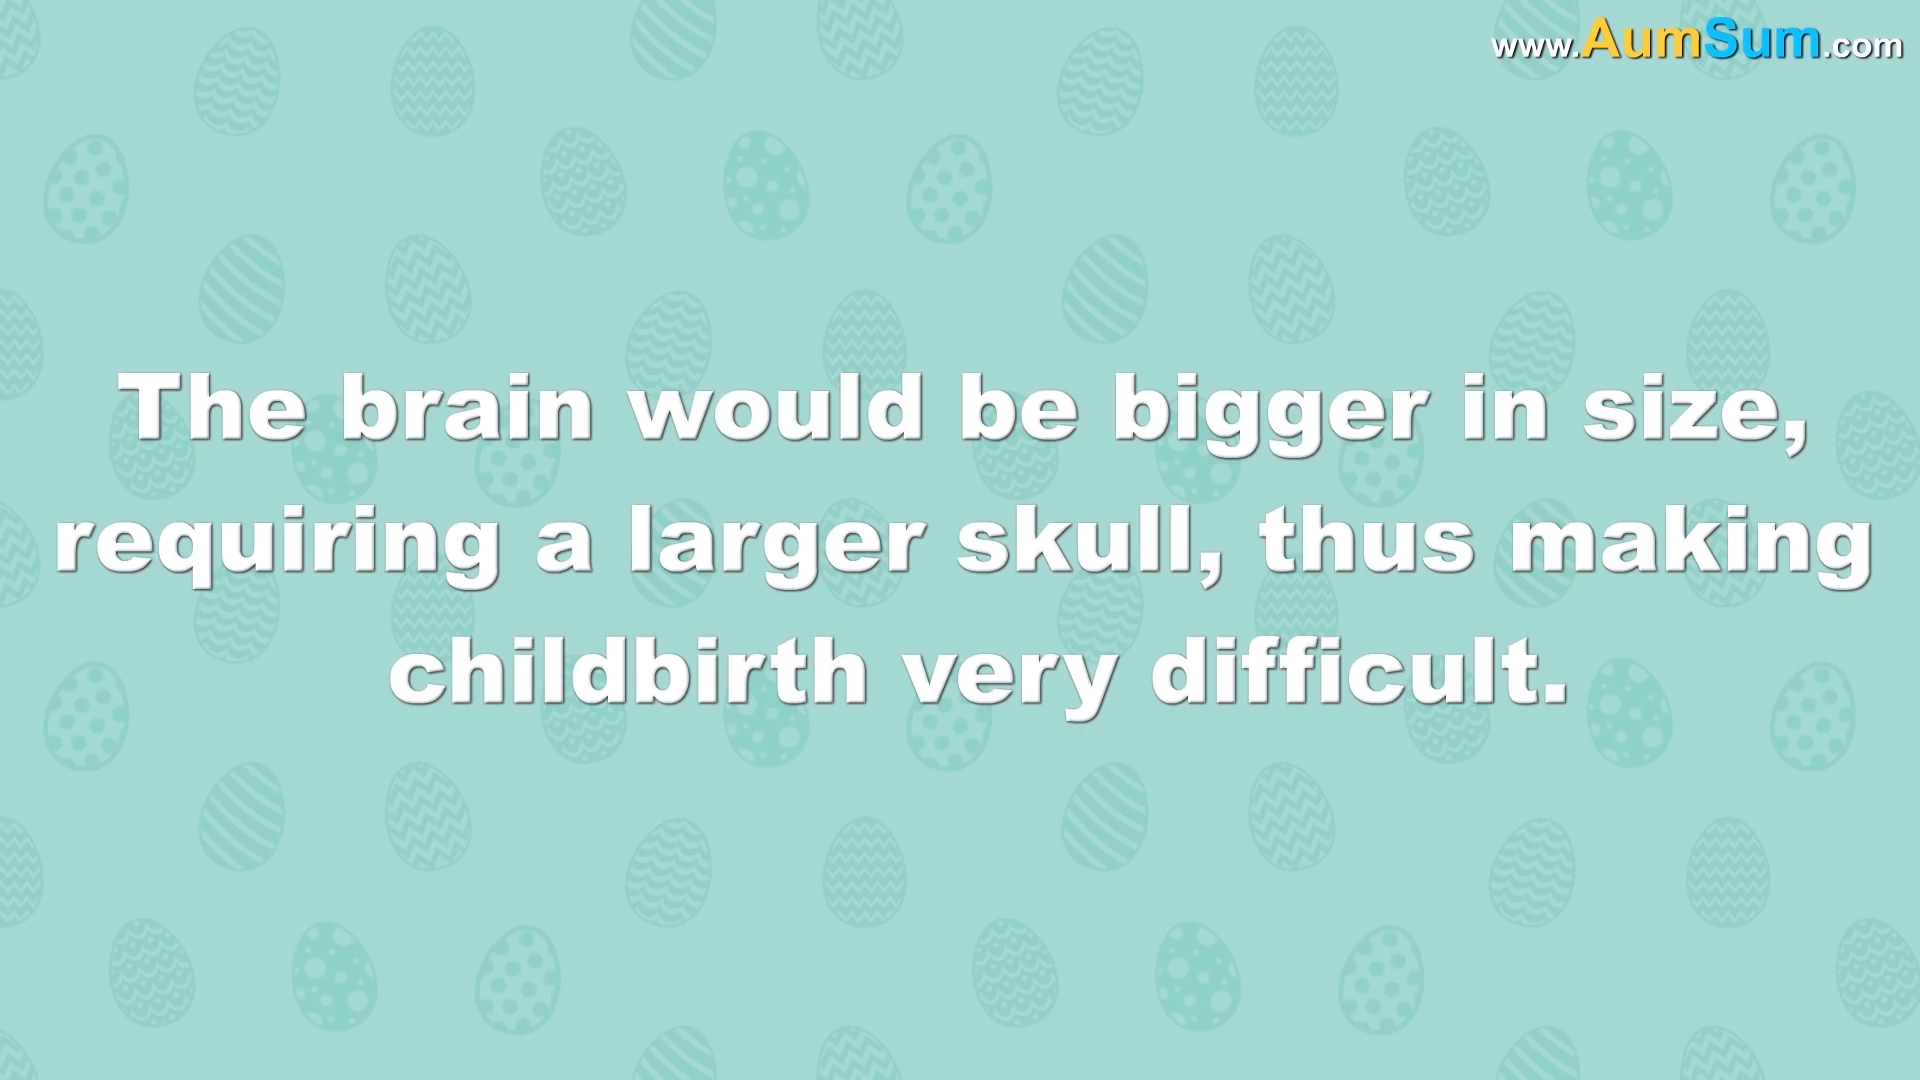 www.AumSum.com
The brain would be bigger in size,
requiring a larger skull, thus making
childbirth very difficult.